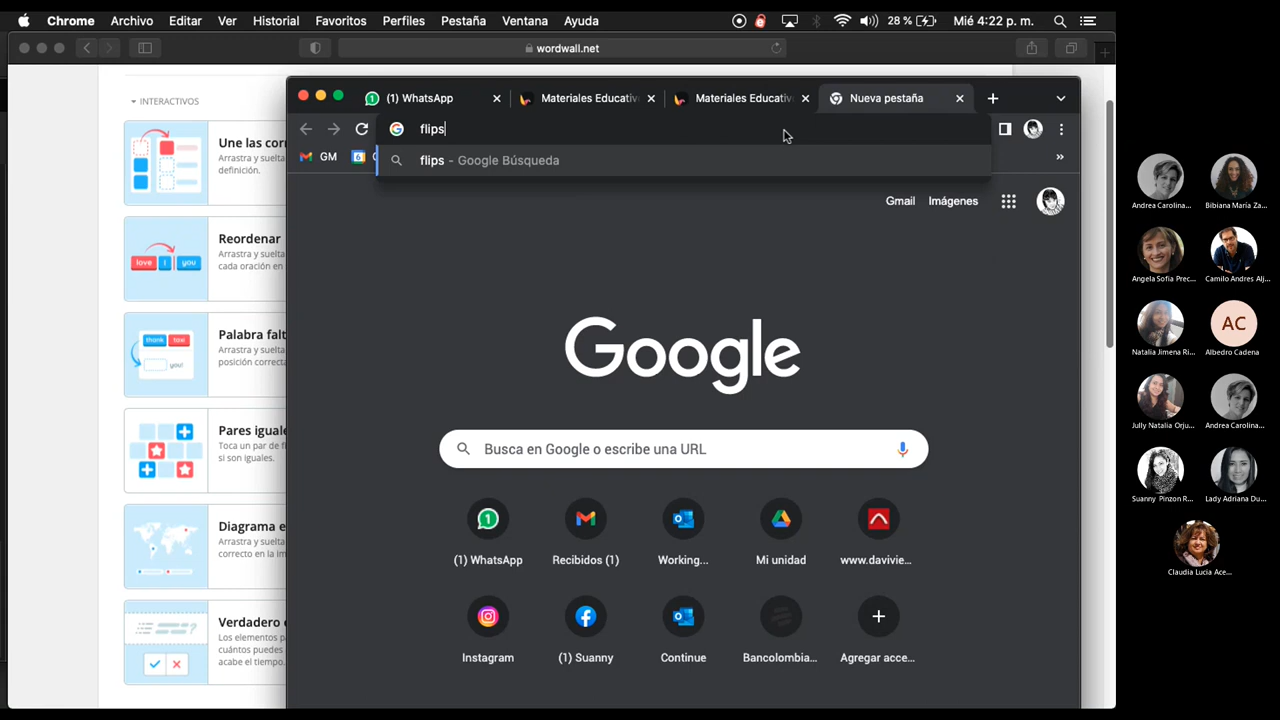 Chrome Archivo Editar Ver Historial Favoritos Perfiles Pestaña Ventana Ayuda 28 % Mié 4:22 p. m.
wordwall.net
(1) WhatsApp Materiales Educativ Materiales Educativ Nueva pestaña
flips
GM
flips - Google Búsqueda
Gmail Imágenes
Google
Busca en Google o escribe una URL
(1) WhatsApp Recibidos (1) Working... Mi unidad www.davivie...
Instagram (1) Suanny Continue Bancolombia... Agregar acce...
INTERACTIVOS
Une las cor
Arrastra y suelta
definición.
Reordenar
Arrastra y suelta
cada oración en
love I you
Palabra falt
Arrastra y suelta
posición correcta
thank too
you!
Pares iguale
Toca un par de f
si son iguales.
Diagrama e
Arrastra y suelta
correcto en la im
Verdadero
Los elementos p
cuántos puedes
acabe el tiempo.
Andrea Carolina... Bibiana María Za...
Angela Sofia Prec... Camilo Andres Alj...
AC
Natalia Jimena Ri... Albedro Cadena
Jully Natalia Orju... Andrea Carolina...
Suanny Pinzon R... Lady Adriana Du...
Claudia Lucia Ace...